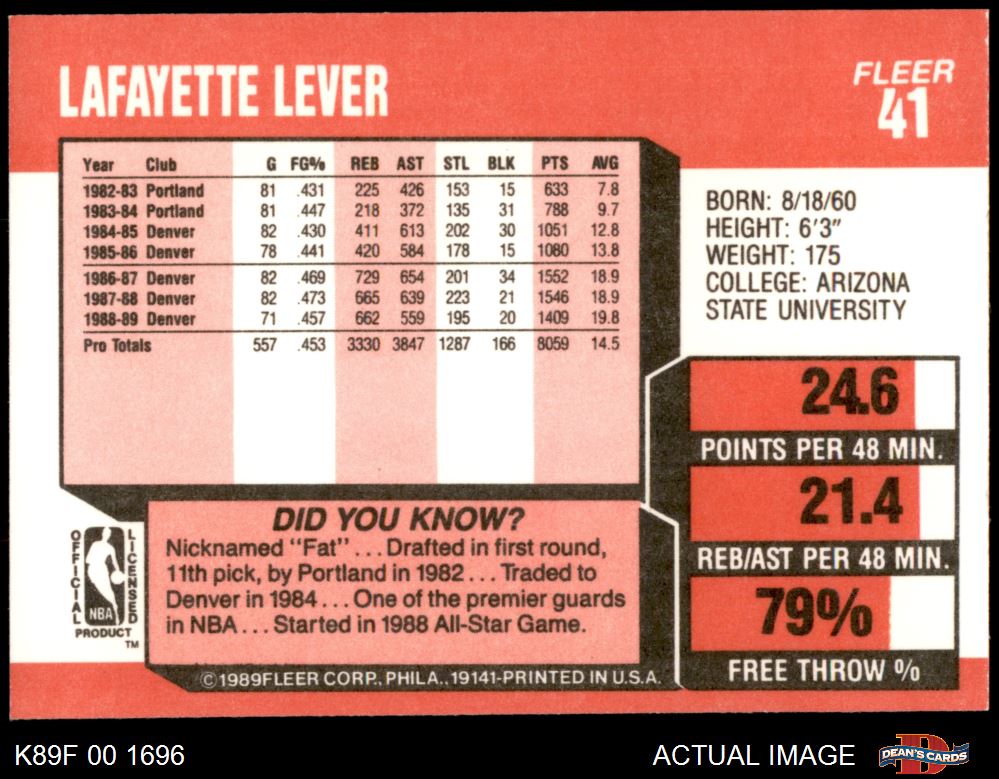 LAFAYETTE LEVER
FLEER
41
Year Club G FG% REB AST STL BLK PTS AVG
1982-83 Portland 81 .431 225 426 153 15 633 7.8
1983-84 Portland 81 .447 218 372 135 31 788 9.7
1984-85 Denver 82 .430 411 613 202 30 1051 12.8
1985-86 Denver 78 .441 420 584 178 15 1080 13.8
1986-87 Denver 82 .469 729 654 201 34 1552 18.9
1987-88 Denver 82 .473 665 639 223 21 1546 18.9
1988-89 Denver 71 .457 662 559 195 20 1409 19.8
Pro Totals 557 .453 3330 3847 1287 166 8059 14.5
BORN: 8/18/60
HEIGHT: 6'3"
WEIGHT: 175
COLLEGE: ARIZONA
STATE UNIVERSITY
24.6
POINTS PER 48 MIN.
21.4
REB/AST PER 48 MIN.
79%
FREE THROW %
DID YOU KNOW?
Nicknamed "Fat" ... Drafted in first round,
11th pick, by Portland in 1982 ... Traded to
Denver in 1984 ... One of the premier guards
in NBA ... Started in 1988 All-Star Game.
OFFICIAL
LICENSED
NBA
PRODUCT
TM
©1989FLEER CORP., PHILA., 19141-PRINTED IN U.S.A.
K89F 00 1696
ACTUAL IMAGE
DEAN'S CARDS